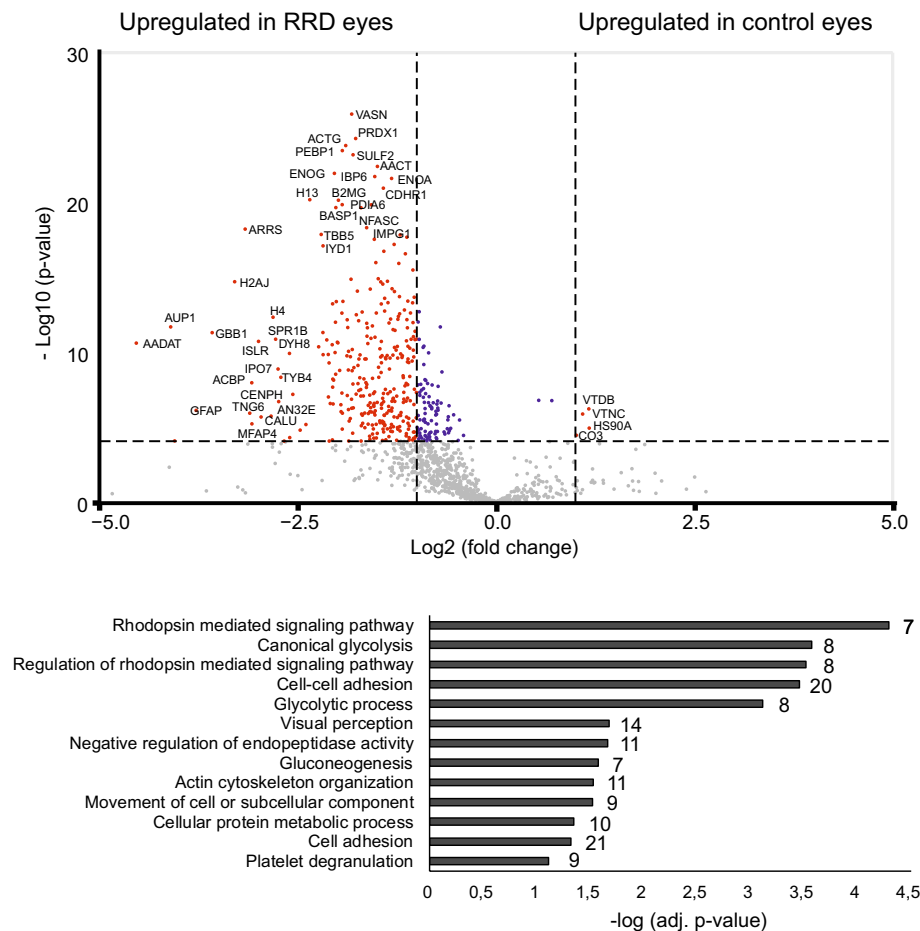 Upregulated in RRD eyes
Upregulated in control eyes
30
20
10
0
- Log10 (p-value)
VASN
PRDX1
ACTG
PEBP1
SULF2
AACT
ENOG
IBP6
ENOA
H13
B2MG
CDHR1
PDIA6
BASP1
NFASC
ARRS
TBB5
IMPG1
IYD1
H2AJ
AUP1
H4
GBB1
SPR1B
AADAT
ISLR
DYH8
IPO7
ACBP
TYB4
CENPH
GFAP
TNG6
AN32E
CALU
MFAP4
VTDB
VTNC
HS90A
CO3
−5.0
−2.5
0.0
2.5
5.0
Log2 (fold change)
Rhodopsin mediated signaling pathway 7
Canonical glycolysis 8
Regulation of rhodopsin mediated signaling pathway 8
Cell-cell adhesion 20
Glycolytic process 8
Visual perception 14
Negative regulation of endopeptidase activity 11
Gluconeogenesis 7
Actin cytoskeleton organization 11
Movement of cell or subcellular component 9
Cellular protein metabolic process 10
Cell adhesion 21
Platelet degranulation 9
0 0,5 1 1,5 2 2,5 3 3,5 4 4,5
-log (adj. p-value)